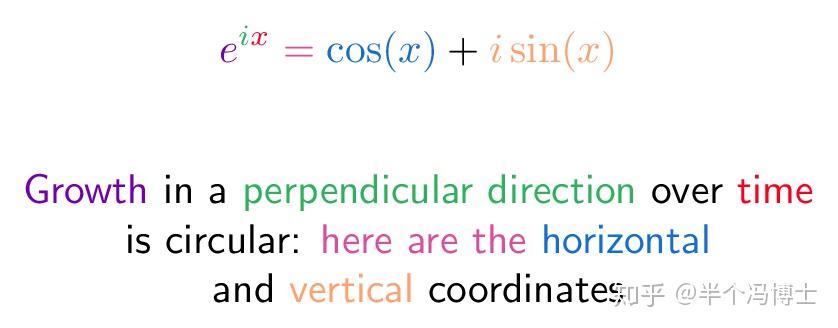 e^{ix} = cos(x) + i sin(x)
Growth in a perpendicular direction over time
is circular: here are the horizontal
and vertical coordinates
知乎 @半个冯博士